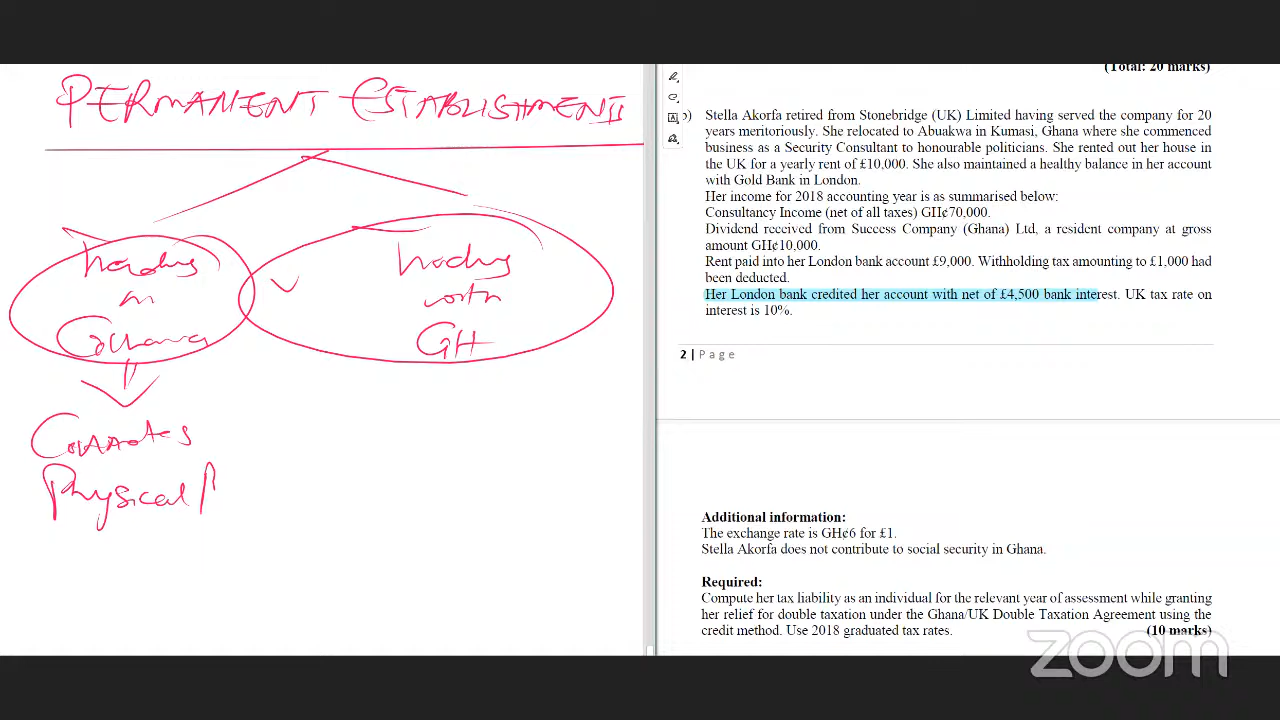 PERMANENT ESTABLISHMENT
Trading
in
Ghana
Trading
with
GH
Connotes
Physical P
(Total: 20 marks)
b) Stella Akorfa retired from Stonebridge (UK) Limited having served the company for 20
years meritoriously. She relocated to Abuakwa in Kumasi, Ghana where she commenced
business as a Security Consultant to honourable politicians. She rented out her house in
the UK for a yearly rent of £10,000. She also maintained a healthy balance in her account
with Gold Bank in London.
Her income for 2018 accounting year is as summarised below:
Consultancy Income (net of all taxes) GH¢70,000.
Dividend received from Success Company (Ghana) Ltd, a resident company at gross
amount GH¢10,000.
Rent paid into her London bank account £9,000. Withholding tax amounting to £1,000 had
been deducted.
Her London bank credited her account with net of £4,500 bank interest. UK tax rate on
interest is 10%.
2 | Page
Additional information:
The exchange rate is GH¢6 for £1.
Stella Akorfa does not contribute to social security in Ghana.
Required:
Compute her tax liability as an individual for the relevant year of assessment while granting
her relief for double taxation under the Ghana/UK Double Taxation Agreement using the
credit method. Use 2018 graduated tax rates. (10 marks)
zoom